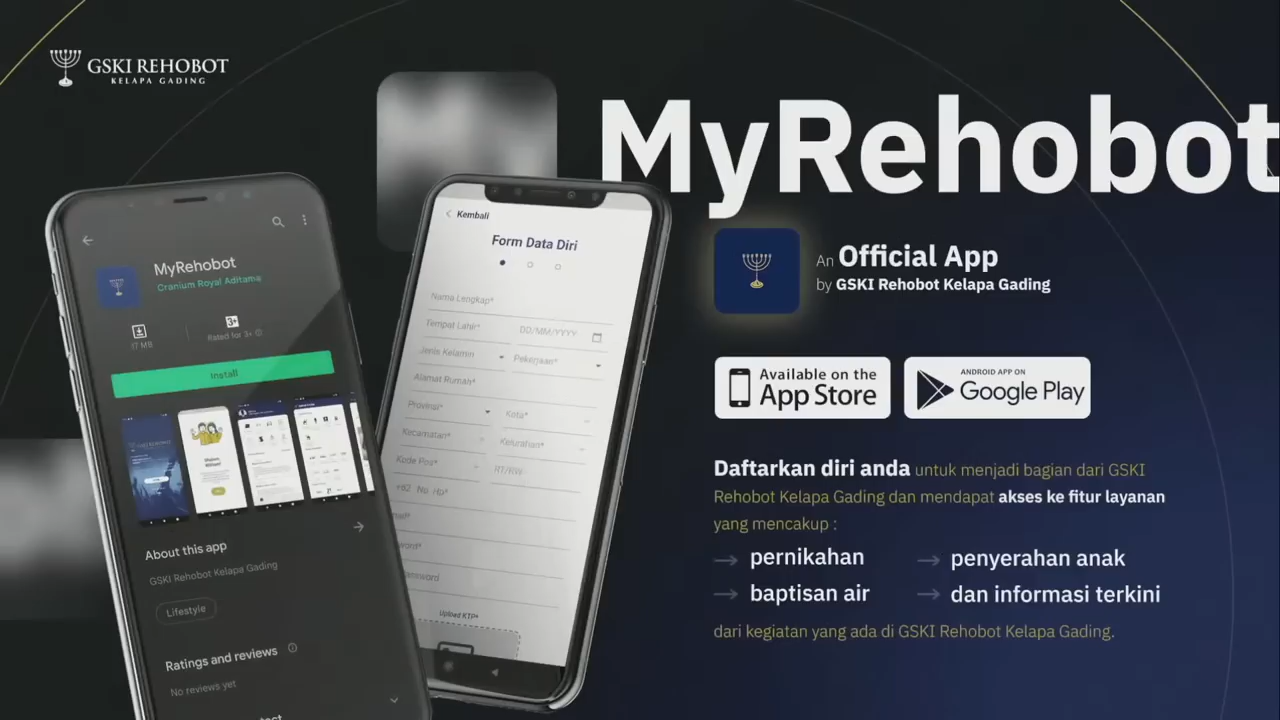 GSKI REHOBOT
KELAPA GADING
MyRehobot
An Official App
by GSKI Rehobot Kelapa Gading
Available on the
App Store
ANDROID APP ON
Google Play
Daftarkan diri anda untuk menjadi bagian dari GSKI
Rehobot Kelapa Gading dan mendapat akses ke fitur layanan
yang mencakup :
→ pernikahan → penyerahan anak
→ baptisan air → dan informasi terkini
dari kegiatan yang ada di GSKI Rehobot Kelapa Gading.
MyRehobot
Cranium Royal Aditama
17 MB
3+
Rated for 3+
Install
About this app
GSKI Rehobot Kelapa Gading
Lifestyle
Ratings and reviews
No reviews yet
Kembali
Form Data Diri
Nama Lengkap*
Tempat Lahir* DD/MM/YYYY
Jenis Kelamin Pekerjaan*
Alamat Rumah*
Provinsi* Kota*
Kecamatan* Kelurahan*
Kode Pos* RT/RW
No Hp*
Upload KTP*